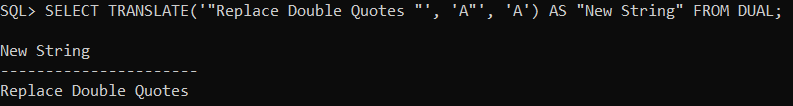 SQL> SELECT TRANSLATE('"Replace Double Quotes "', 'A"', 'A') AS "New String" FROM DUAL;
New String
----------------------
Replace Double Quotes